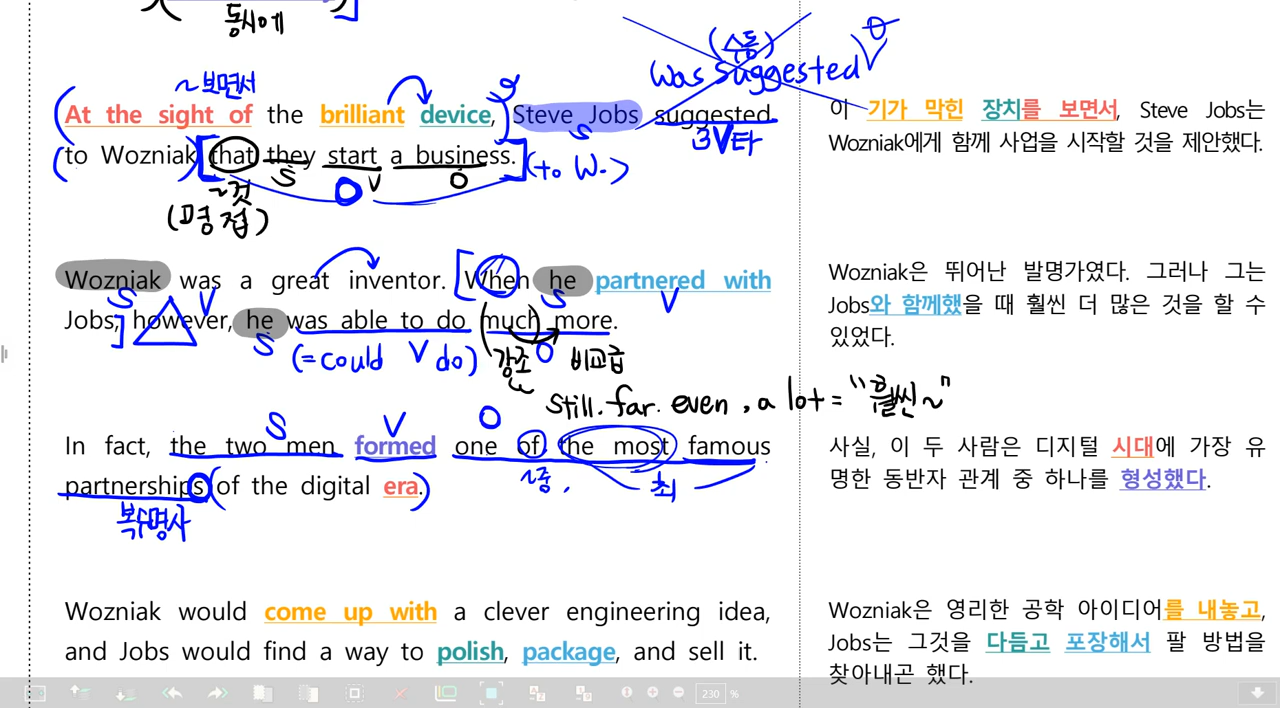 동시에
(수동)
~보면서
was suggested
At the sight of the brilliant device, Steve Jobs suggested
S
3V타
to Wozniak that they start a business.
(to W.)
S
V
O
~것
O
(명접)
이 기가 막힌 장치를 보면서, Steve Jobs는
Wozniak에게 함께 사업을 시작할 것을 제안했다.
Wozniak was a great inventor. When he partnered with
S
V
S
V
Jobs, however, he was able to do much more.
S
(=could V do)
강조
O
비교급
still. far. even, a lot = "훨씬~"
Wozniak은 뛰어난 발명가였다. 그러나 그는
Jobs와 함께했을 때 훨씬 더 많은 것을 할 수
있었다.
S
V
O
In fact, the two men formed one of the most famous
~중,
최
partnerships of the digital era.
복수명사
사실, 이 두 사람은 디지털 시대에 가장 유
명한 동반자 관계 중 하나를 형성했다.
Wozniak would come up with a clever engineering idea,
and Jobs would find a way to polish, package, and sell it.
Wozniak은 영리한 공학 아이디어를 내놓고,
Jobs는 그것을 다듬고 포장해서 팔 방법을
찾아내곤 했다.
230 %